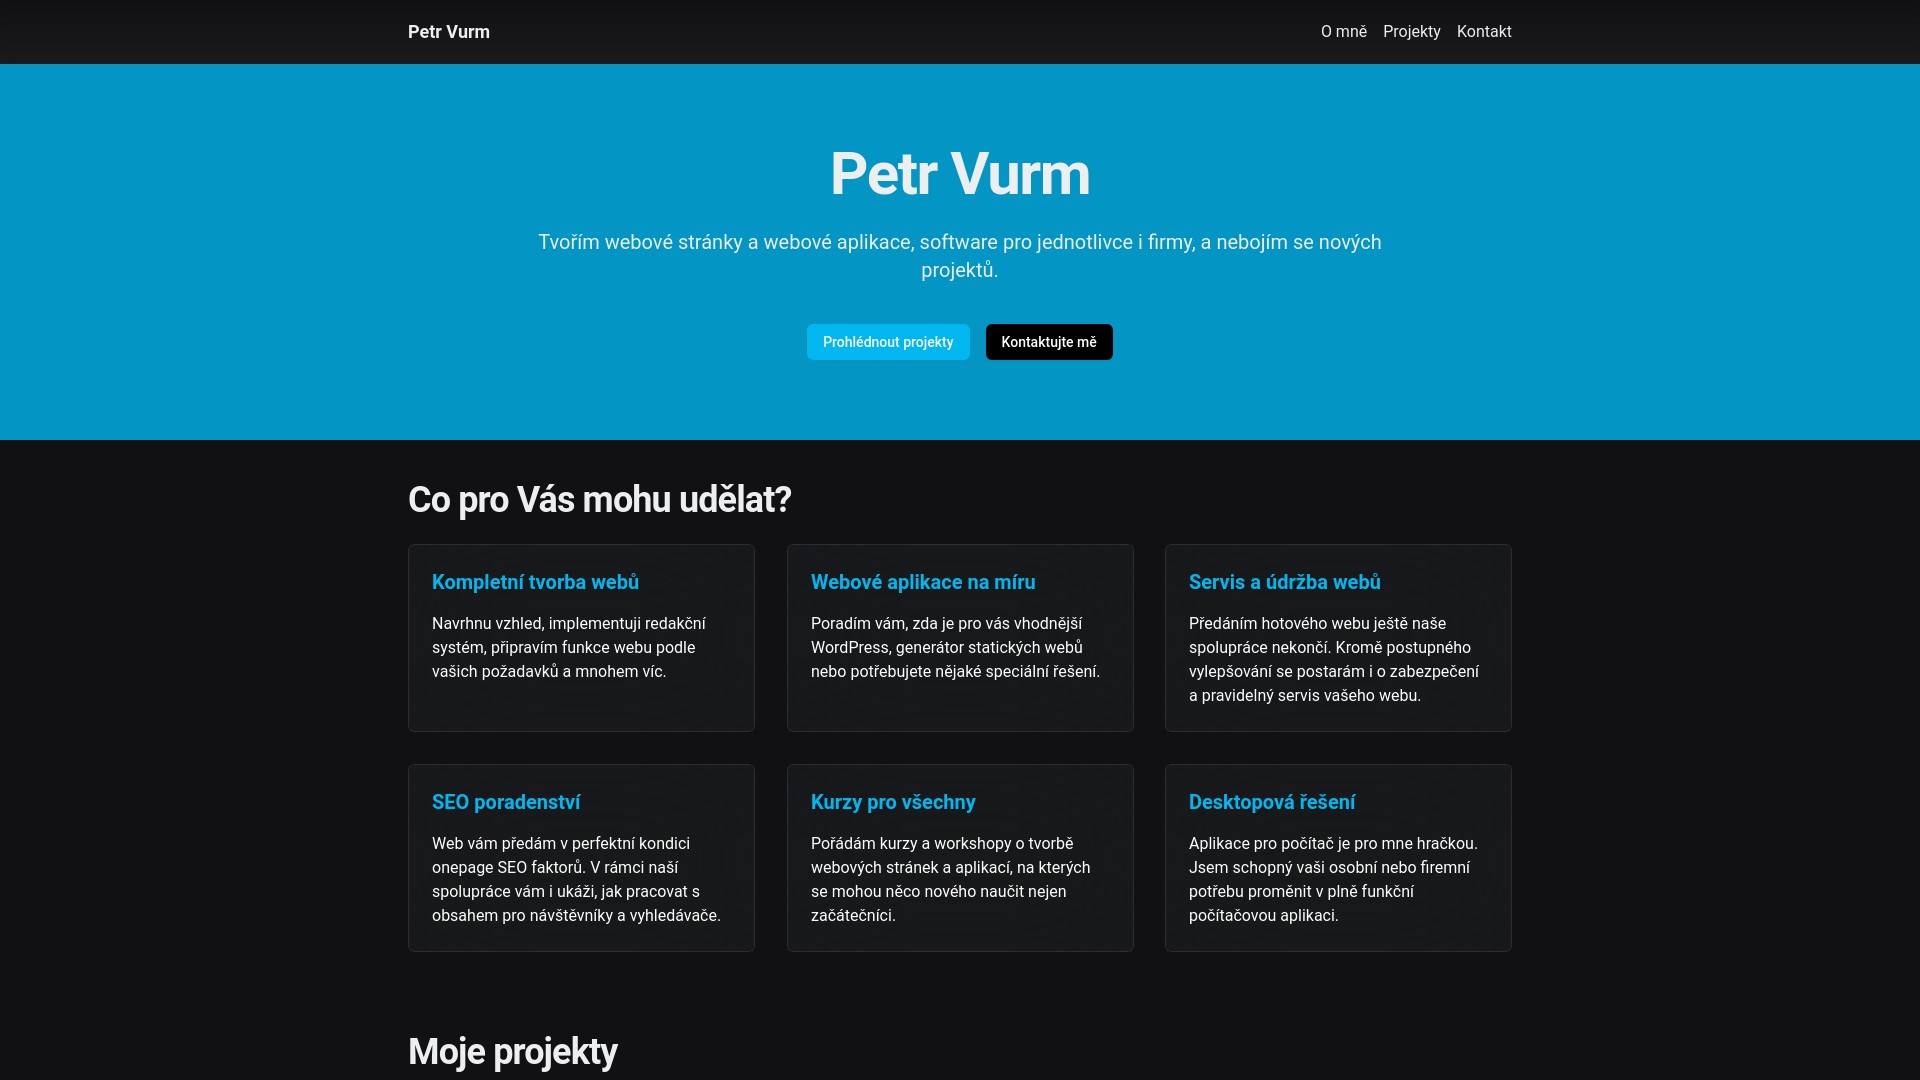 Petr Vurm
O mně Projekty Kontakt
Petr Vurm
Tvořím webové stránky a webové aplikace, software pro jednotlivce i firmy, a nebojím se nových
projektů.
Prohlédnout projekty Kontaktujte mě
Co pro Vás mohu udělat?
Kompletní tvorba webů
Navrhnu vzhled, implementuji redakční
systém, připravím funkce webu podle
vašich požadavků a mnohem víc.
Webové aplikace na míru
Poradím vám, zda je pro vás vhodnější
WordPress, generátor statických webů
nebo potřebujete nějaké speciální řešení.
Servis a údržba webů
Předáním hotového webu ještě naše
spolupráce nekončí. Kromě postupného
vylepšování se postarám i o zabezpečení
a pravidelný servis vašeho webu.
SEO poradenství
Web vám předám v perfektní kondici
onepage SEO faktorů. V rámci naší
spolupráce vám i ukáži, jak pracovat s
obsahem pro návštěvníky a vyhledávače.
Kurzy pro všechny
Pořádám kurzy a workshopy o tvorbě
webových stránek a aplikací, na kterých
se mohou něco nového naučit nejen
začátečníci.
Desktopová řešení
Aplikace pro počítač je pro mne hračkou.
Jsem schopný vaši osobní nebo firemní
potřebu proměnit v plně funkční
počítačovou aplikaci.
Moje projekty